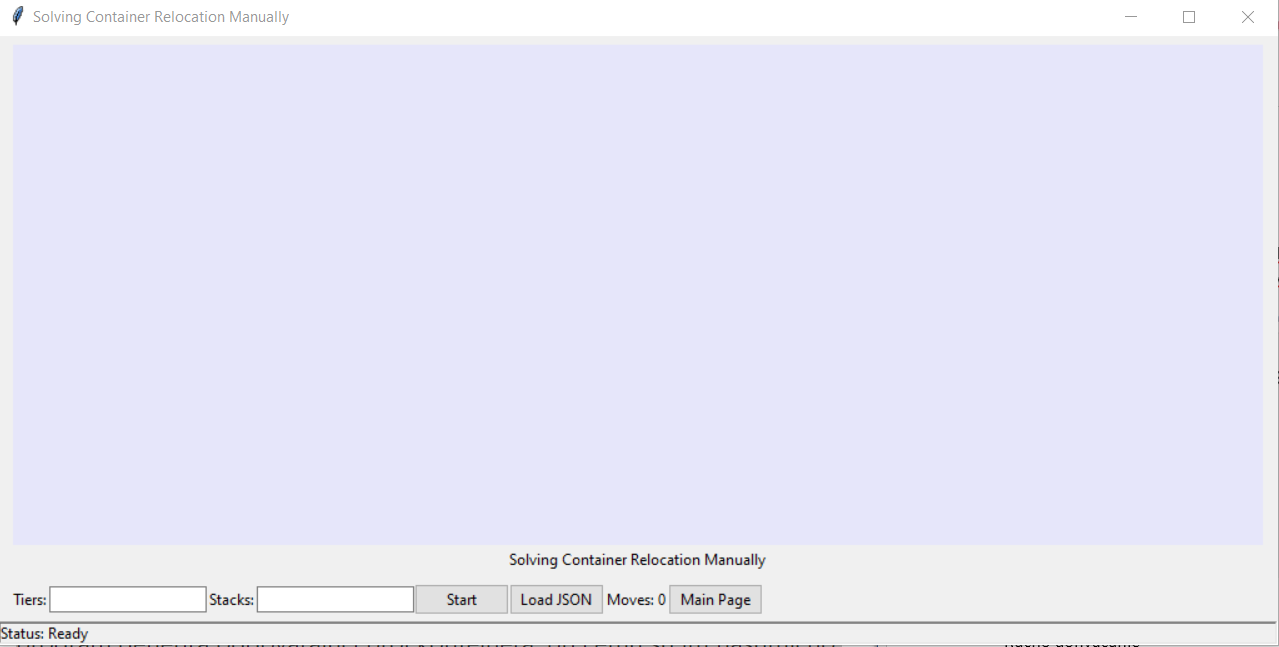 Solving Container Relocation Manually
Solving Container Relocation Manually
Tiers: Stacks: Start Load JSON Moves: 0 Main Page
Status: Ready